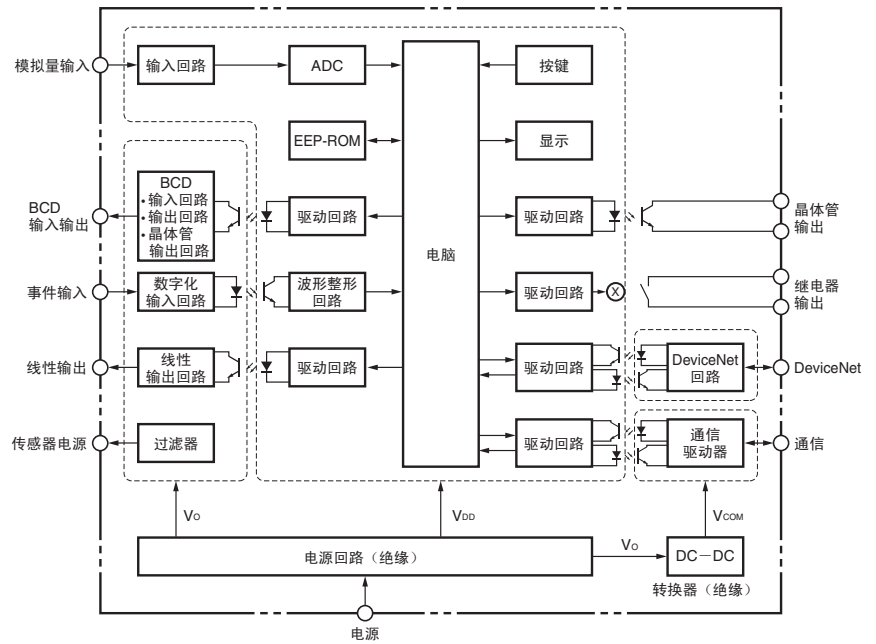 模拟量输入
输入回路
ADC
按键
EEP-ROM
显示
BCD
输入输出
BCD
・输入回路
・输出回路
・晶体管
输出回路
驱动回路
电脑
驱动回路
晶体管
输出
事件输入
数字化
输入回路
波形整形
回路
驱动回路
X
继电器
输出
线性输出
线性
输出回路
驱动回路
驱动回路
DeviceNet
回路
DeviceNet
传感器电源
过滤器
驱动回路
通信
驱动器
通信
VO
VDD
VCOM
电源回路（绝缘）
VO
DC－DC
转换器（绝缘）
电源